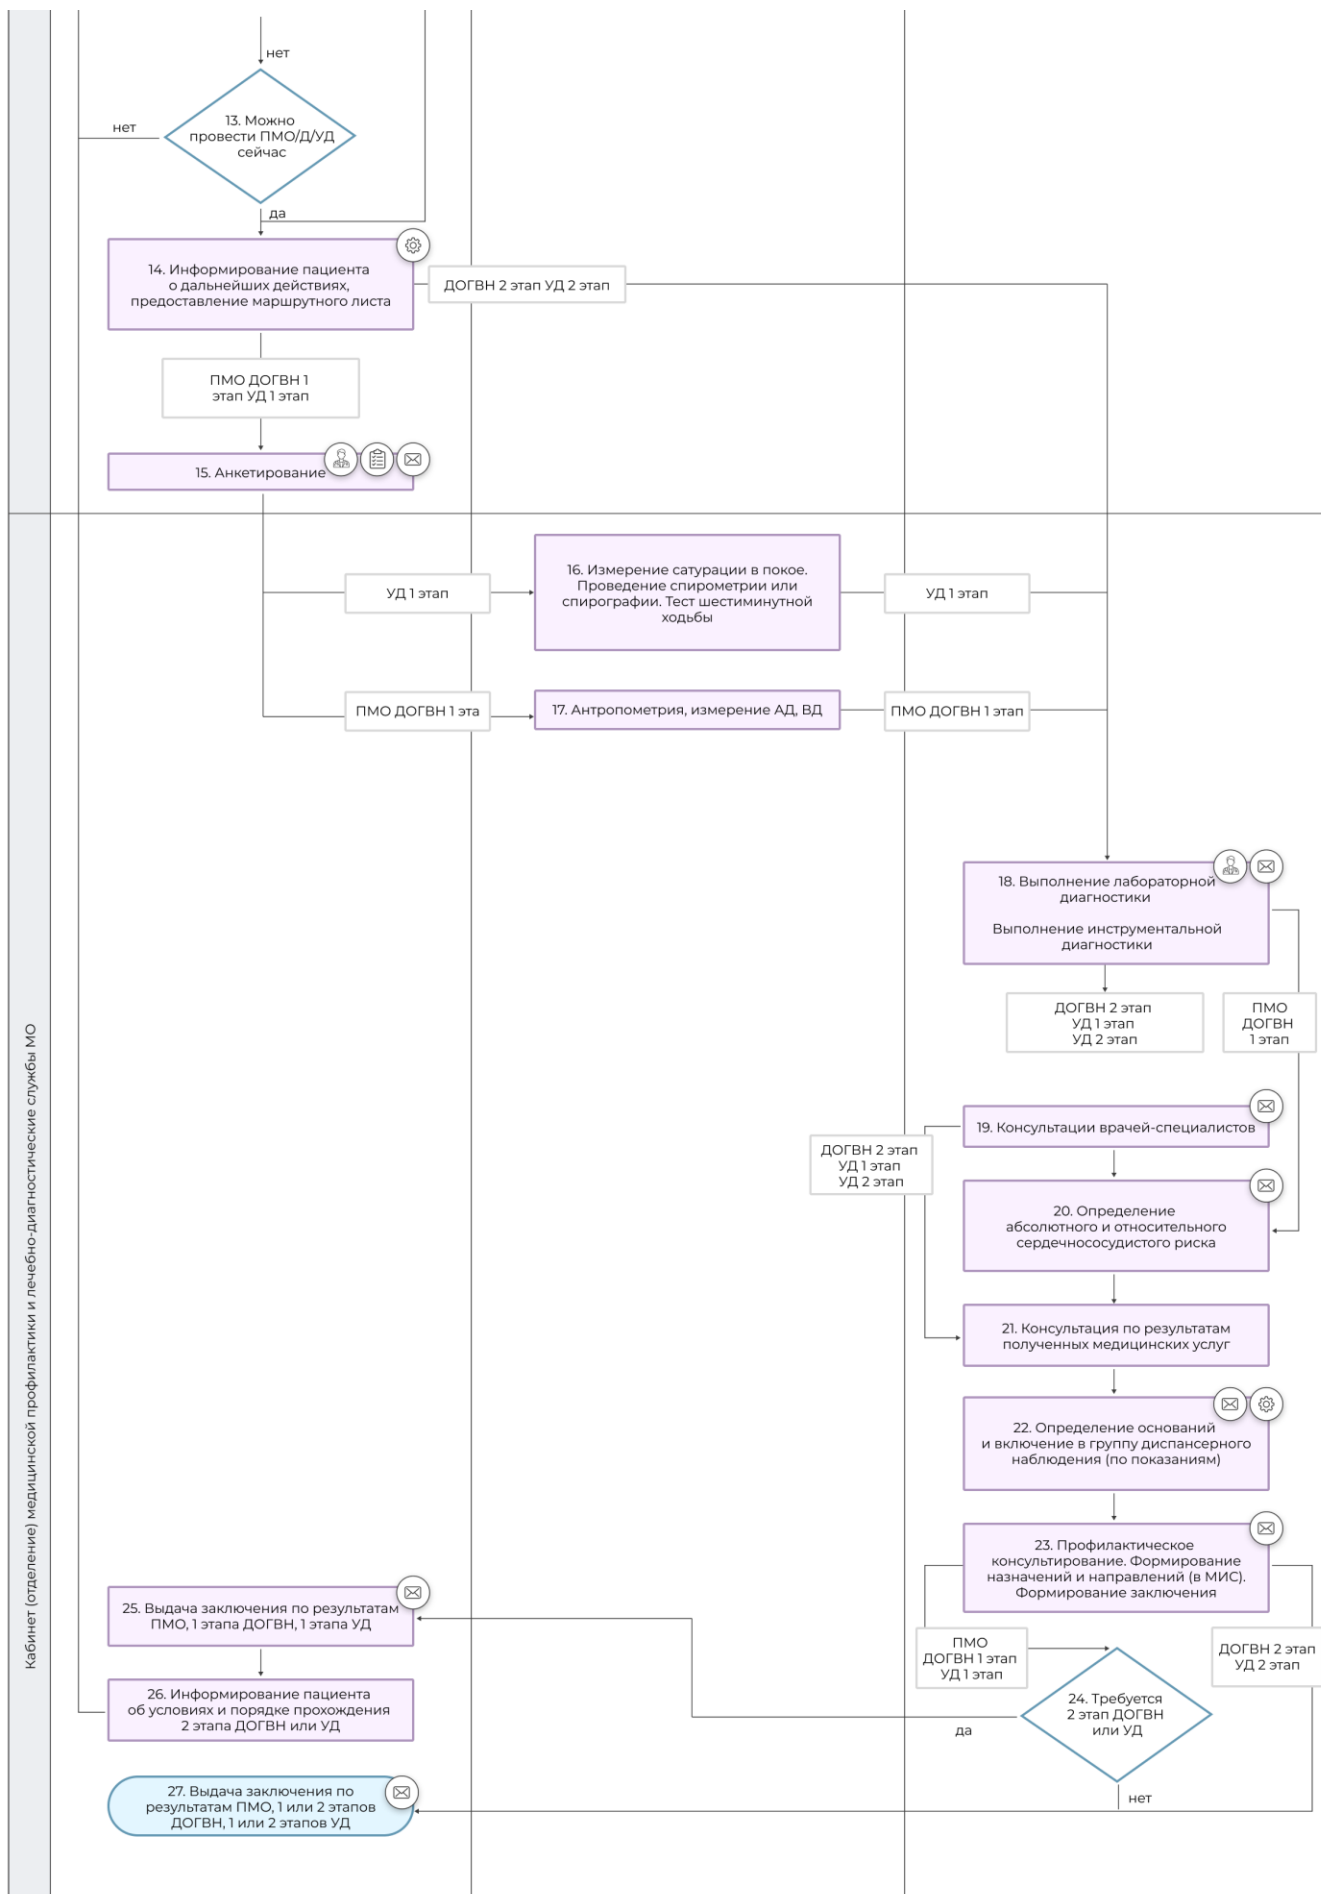 нет
13. Можно
провести ПМО/Д/УД
сейчас
нет
да
14. Информирование пациента
о дальнейших действиях,
предоставление маршрутного листа
ДОГВН 2 этап УД 2 этап
ПМО ДОГВН 1
этап УД 1 этап
15. Анкетирование
Кабинет (отделение) медицинской профилактики и лечебно-диагностические службы МО
УД 1 этап
16. Измерение сатурации в покое.
Проведение спирометрии или
спирографии. Тест шестиминутной
ходьбы
УД 1 этап
ПМО ДОГВН 1 эта
17. Антропометрия, измерение АД, ВД
ПМО ДОГВН 1 этап
18. Выполнение лабораторной
диагностики
Выполнение инструментальной
диагностики
ДОГВН 2 этап
УД 1 этап
УД 2 этап
ПМО
ДОГВН
1 этап
19. Консультации врачей-специалистов
ДОГВН 2 этап
УД 1 этап
УД 2 этап
20. Определение
абсолютного и относительного
сердечнососудистого риска
21. Консультация по результатам
полученных медицинских услуг
22. Определение оснований
и включение в группу диспансерного
наблюдения (по показаниям)
23. Профилактическое
консультирование. Формирование
назначений и направлений (в МИС).
Формирование заключения
ПМО
ДОГВН 1 этап
УД 1 этап
ДОГВН 2 этап
УД 2 этап
24. Требуется
2 этап ДОГВН
или УД
да
нет
25. Выдача заключения по результатам
ПМО, 1 этапа ДОГВН, 1 этапа УД
26. Информирование пациента
об условиях и порядке прохождения
2 этапа ДОГВН или УД
27. Выдача заключения по
результатам ПМО, 1 или 2 этапов
ДОГВН, 1 или 2 этапов УД